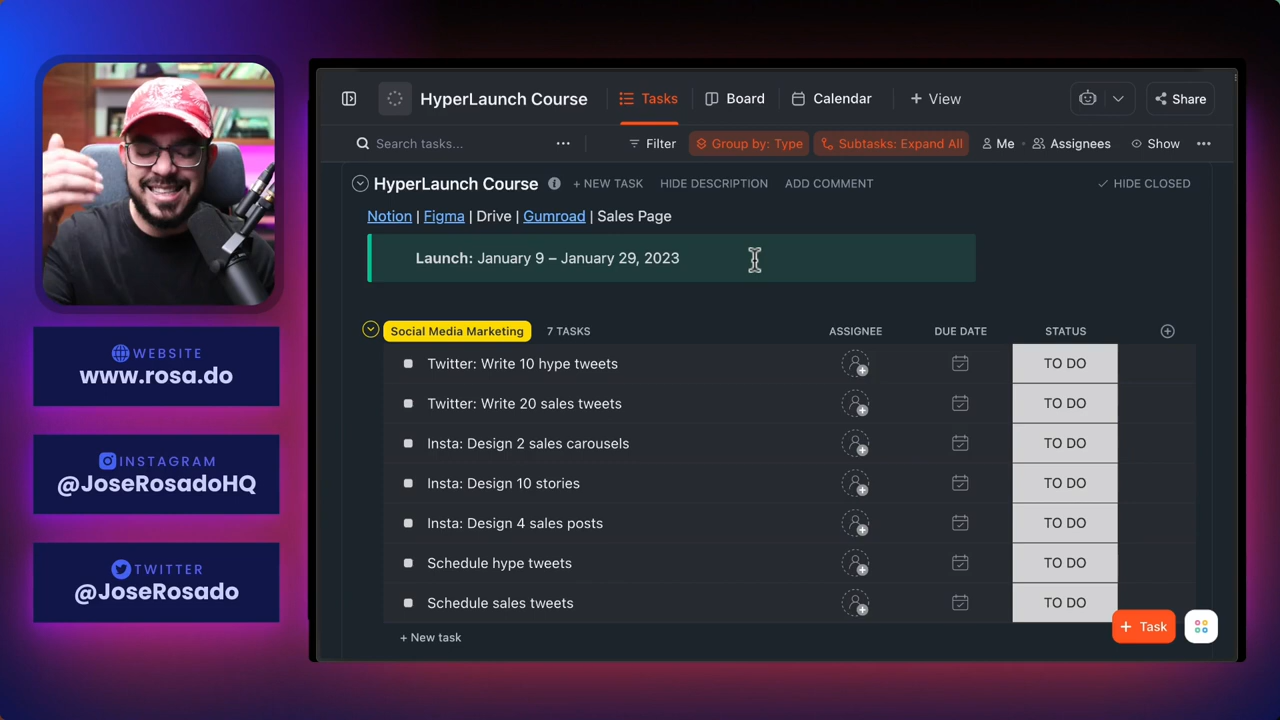 WEBSITE
www.rosa.do
INSTAGRAM
@JoseRosadoHQ
TWITTER
@JoseRosado
HyperLaunch Course
Tasks
Board
Calendar
+ View
Share
Search tasks...
Filter
Group by: Type
Subtasks: Expand All
Me
Assignees
Show
HyperLaunch Course
+ NEW TASK
HIDE DESCRIPTION
ADD COMMENT
HIDE CLOSED
Notion | Figma | Drive | Gumroad | Sales Page
Launch: January 9 – January 29, 2023
Social Media Marketing
7 TASKS
ASSIGNEE
DUE DATE
STATUS
Twitter: Write 10 hype tweets
TO DO
Twitter: Write 20 sales tweets
TO DO
Insta: Design 2 sales carousels
TO DO
Insta: Design 10 stories
TO DO
Insta: Design 4 sales posts
TO DO
Schedule hype tweets
TO DO
Schedule sales tweets
TO DO
+ New task
+ Task